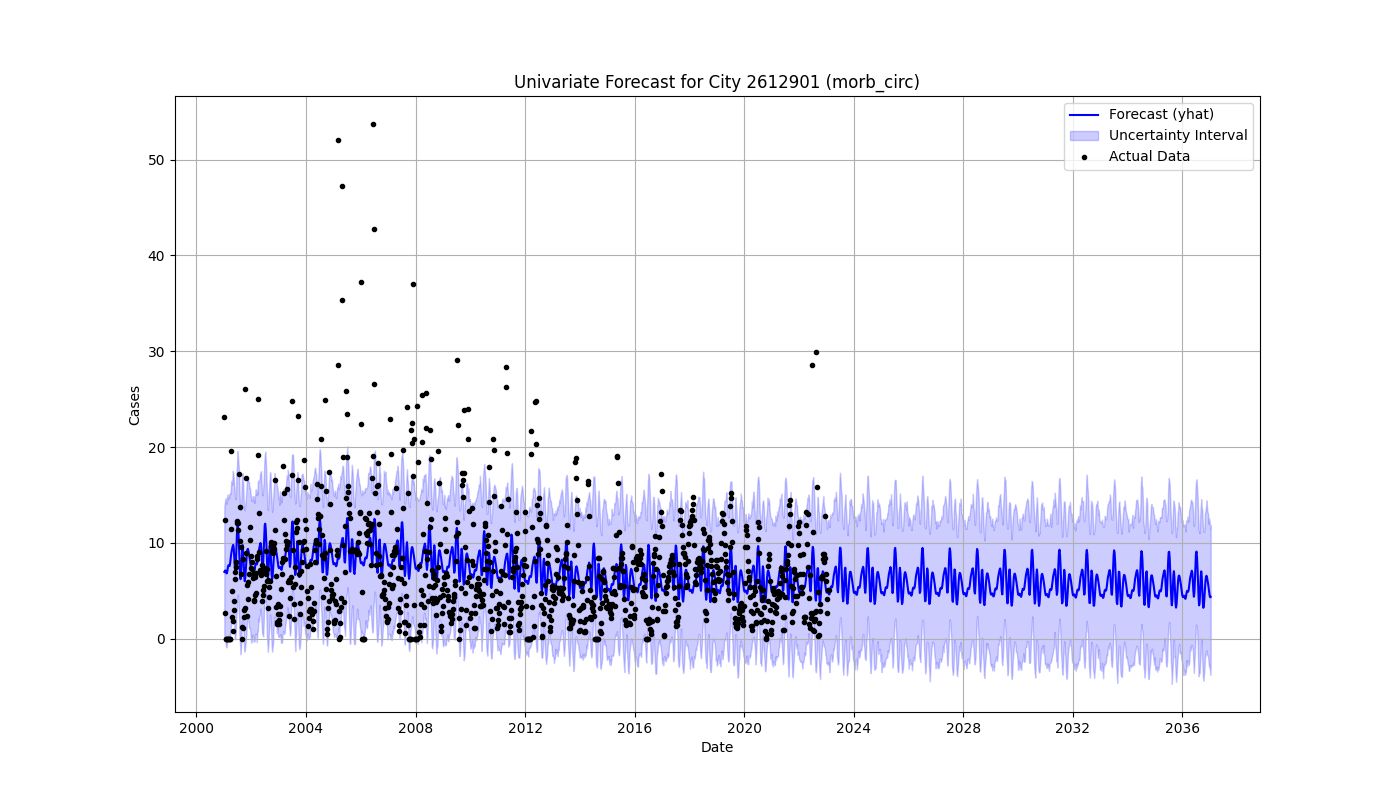 Univariate Forecast for City 2612901 (morb_circ)
Forecast (yhat)
Uncertainty Interval
Actual Data
Cases
50
40
30
20
10
0
2000 2004 2008 2012 2016 2020 2024 2028 2032 2036
Date